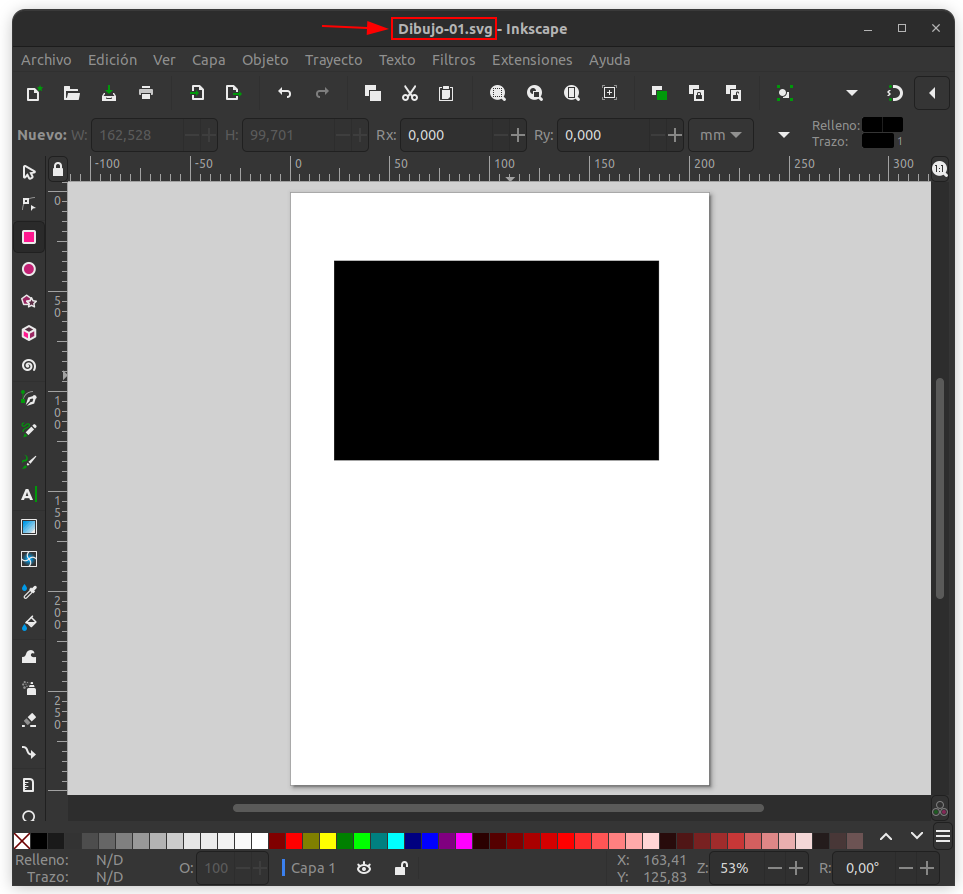 Dibujo-01.svg - Inkscape
Archivo Edición Ver Capa Objeto Trayecto Texto Filtros Extensiones Ayuda
Nuevo: W: 162,528 H: 99,701 Rx: 0,000 Ry: 0,000 mm Relleno:
Trazo: 1
-100 -50 0 50 100 150 200 250 300 1:1
0
50
100
150
200
250
A
Relleno: N/D O: 100 Capa 1 X: 163,41 Z: 53% R: 0,00°
Trazo: N/D Y: 125,83